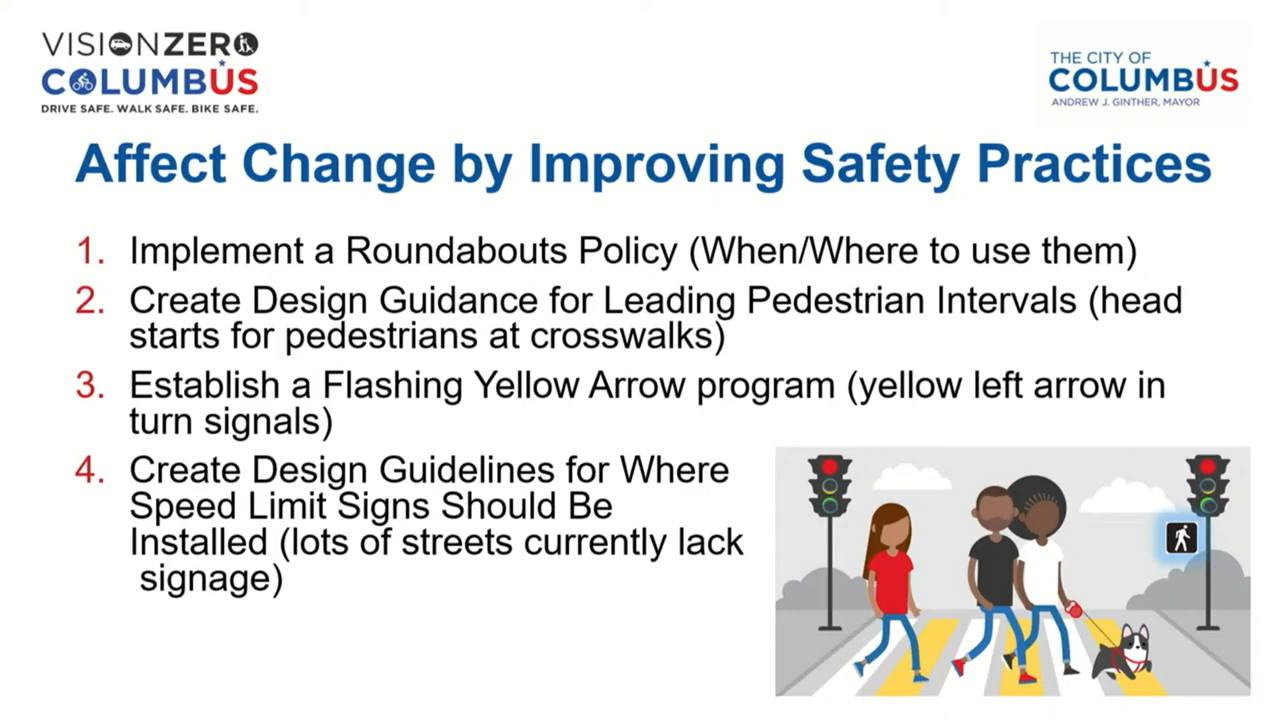 VISIONZERO
COLUMBUS
DRIVE SAFE. WALK SAFE. BIKE SAFE.
THE CITY OF
COLUMBUS
ANDREW J. GINTHER, MAYOR
Affect Change by Improving Safety Practices
1. Implement a Roundabouts Policy (When/Where to use them)
2. Create Design Guidance for Leading Pedestrian Intervals (head
starts for pedestrians at crosswalks)
3. Establish a Flashing Yellow Arrow program (yellow left arrow in
turn signals)
4. Create Design Guidelines for Where
Speed Limit Signs Should Be
Installed (lots of streets currently lack
signage)